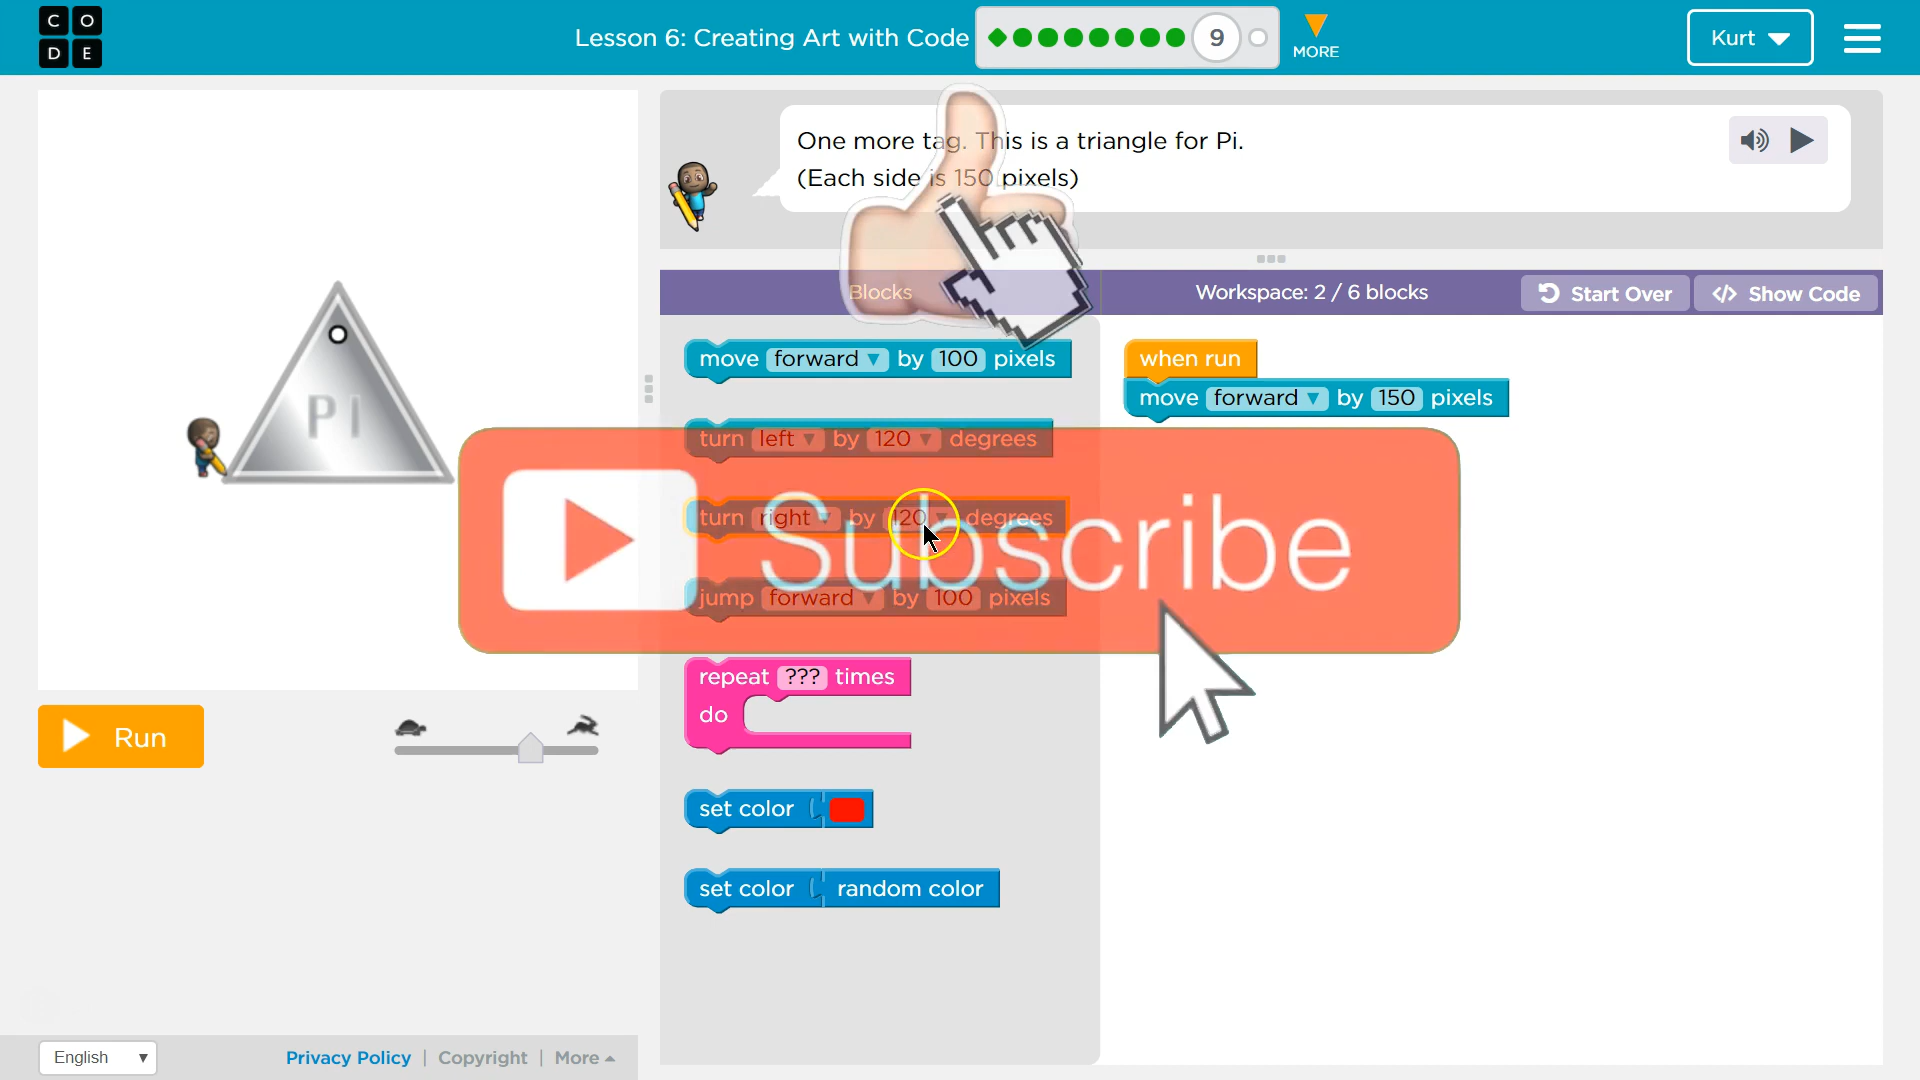 C O
D E
Lesson 6: Creating Art with Code
9
MORE
Kurt
One more tag. This is a triangle for Pi.
(Each side is 150 pixels)
PI
Blocks
Workspace: 2 / 6 blocks
Start Over
</> Show Code
move forward ▼ by 100 pixels
turn left ▼ by 120 ▼ degrees
turn right ▼ by 120 ▼ degrees
jump forward ▼ by 100 pixels
repeat ??? times
do
set color
set color random color
when run
move forward ▼ by 150 pixels
Subscribe
Run
English ▼
Privacy Policy | Copyright | More